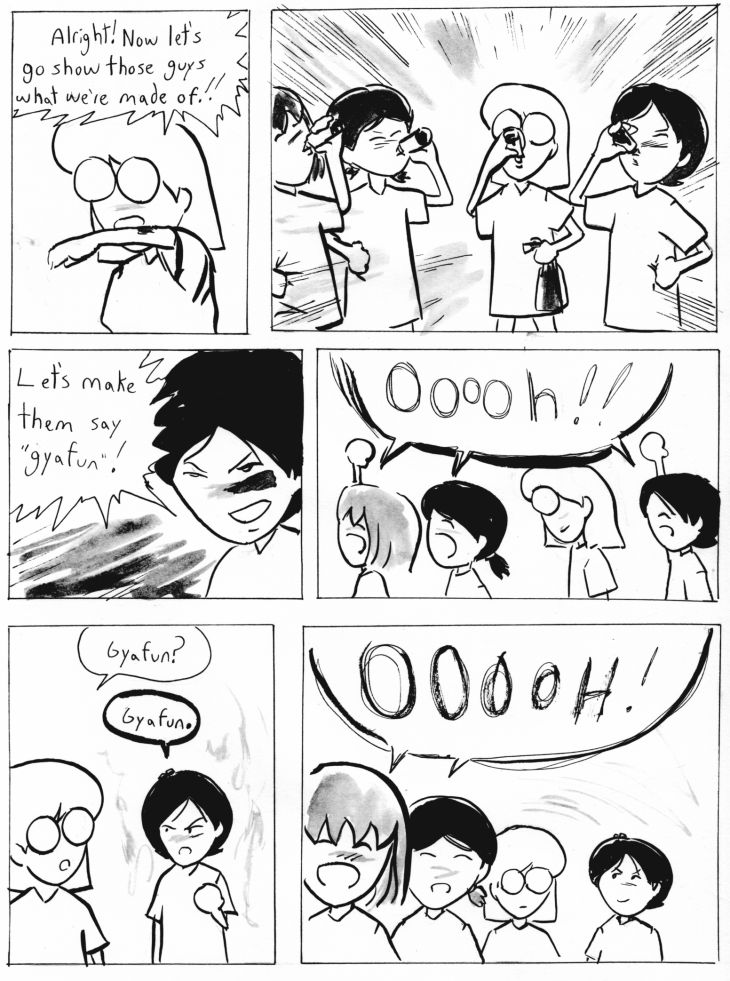 Alright! Now let's
go show those guys
what we're made of!!
Let's make
them say
"gyafun"!
Ooooh!!
Gyafun?
Gyafun.
OOOOH!